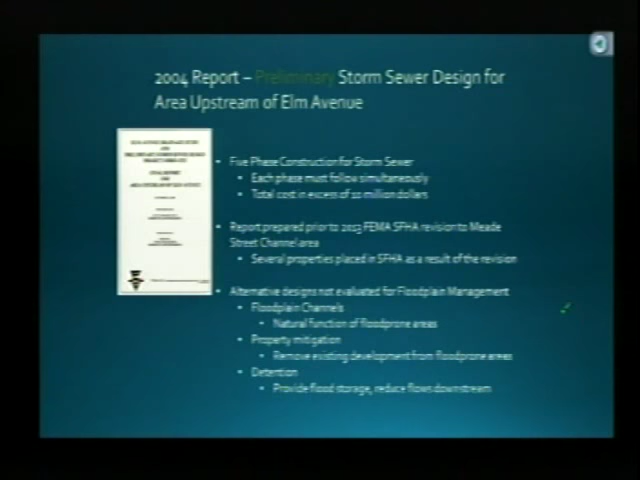 2004 Report – Preliminary Storm Sewer Design for
Area Upstream of Elm Avenue
• Five Phase Construction for Storm Sewer
• Each phase must follow simultaneously
• Total cost in excess of 10 million dollars
• Report prepared prior to 2013 FEMA SFHA revision to Meade
Street Channel area
• Several properties placed in SFHA as a result of the revision
• Alternative designs not evaluated for Floodplain Management
• Floodplain Channels
• Natural function of floodprone areas
• Property mitigation
• Remove existing development from floodprone areas
• Detention
• Provide flood storage, reduce flows downstream